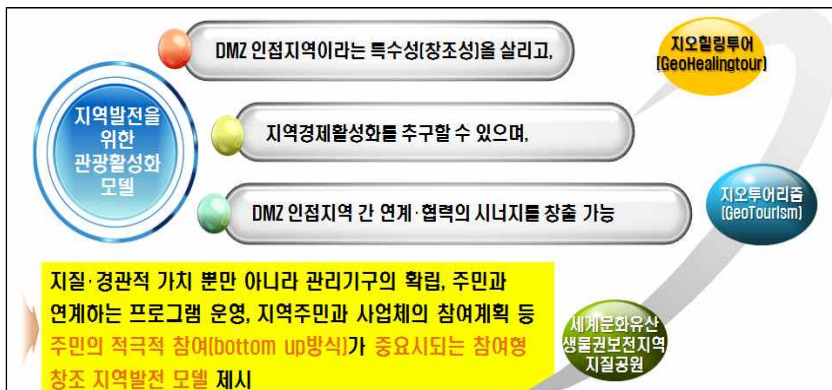 DMZ 인접지역이라는 특수성(창조성)을 살리고,
지오힐링투어
(GeoHealingtour)
지역발전을
위한
관광활성화
모델
지역경제활성화를 추구할 수 있으며,
DMZ 인접지역 간 연계·협력의 시너지를 창출 가능
지오투어리즘
(GeoTourism)
지질·경관적 가치 뿐만 아니라 관리기구의 확립, 주민과
연계하는 프로그램 운영, 지역주민과 사업체의 참여계획 등
주민의 적극적 참여(bottom up방식)가 중요시되는 참여형
창조 지역발전 모델 제시
세계문화유산
생물권보전지역
지질공원